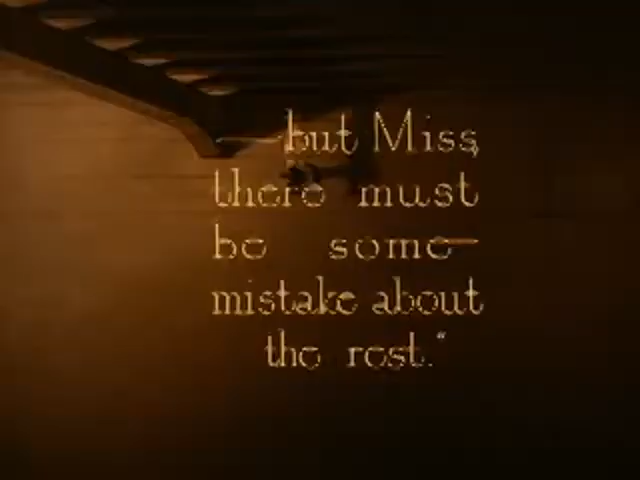 —but Miss,
there must
be some—
mistake about
the rest."